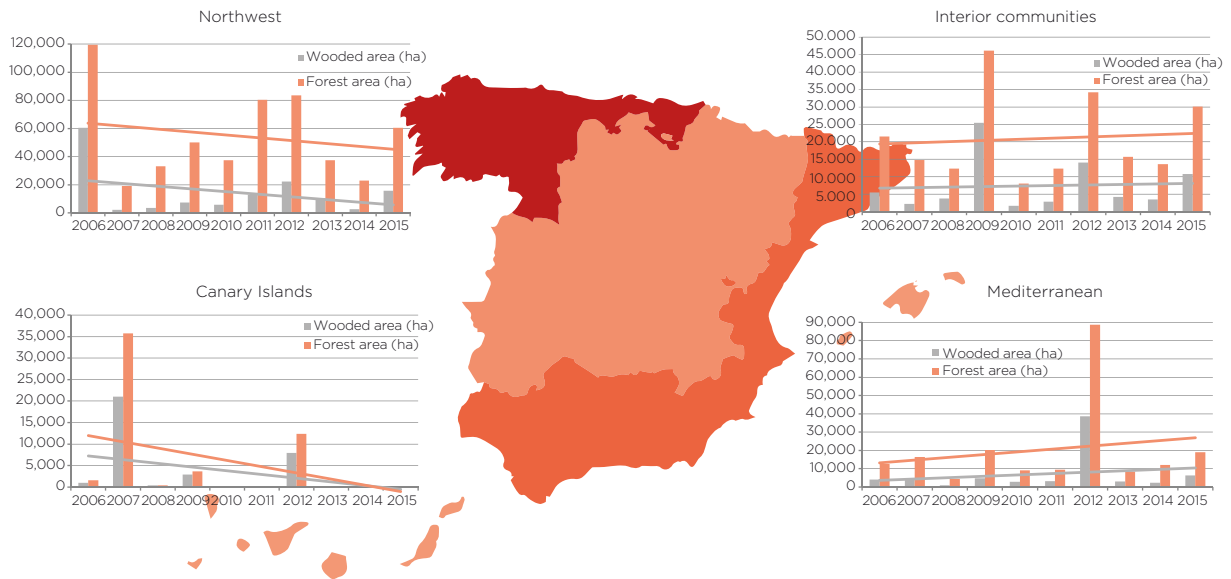 Northwest
120,000
100,000
80,000
60,000
40,000
20,000
0
Wooded area (ha)
Forest area (ha)
2006 2007 2008 2009 2010 2011 2012 2013 2014 2015
Interior communities
50.000
45.000
40.000
35.000
30.000
25.000
20.000
15.000
10.000
5.000
0
Wooded area (ha)
Forest area (ha)
2006 2007 2008 2009 2010 2011 2012 2013 2014 2015
Canary Islands
40,000
35,000
30,000
25,000
20,000
15,000
10,000
5,000
0
Wooded area (ha)
Forest area (ha)
2006 2007 2008 2009 2010 2011 2012 2013 2014 2015
Mediterranean
90,000
80,000
70,000
60,000
50,000
40,000
30,000
20,000
10,000
0
Wooded area (ha)
Forest area (ha)
2006 2007 2008 2009 2010 2011 2012 2013 2014 2015